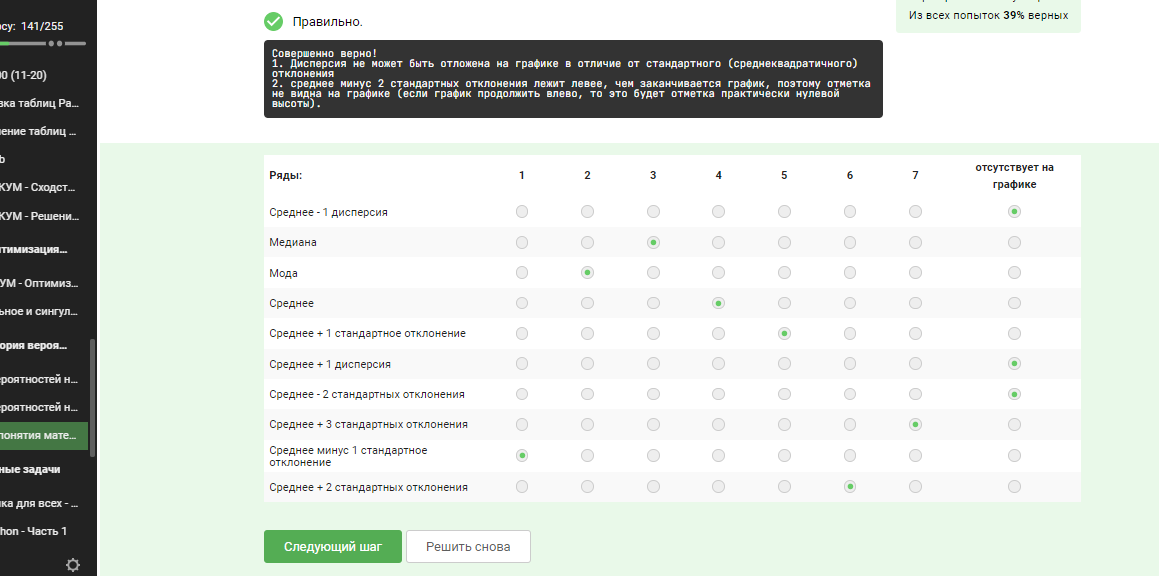 су: 141/255
0 (11-20)
вка таблиц Ра...
ение таблиц ...
b
КУМ - Сходст...
КУМ - Решени...
тимизация...
УМ - Оптимиз...
ьное и сингул...
ория вероя...
ероятностей н...
ероятностей н...
понятия мате...
ные задачи
ка для всех - ...
hon - Часть 1
Правильно.
Из всех попыток 39% верных
Совершенно верно!
1. Дисперсия не может быть отложена на графике в отличие от стандартного (среднеквадратичного)
отклонения
2. среднее минус 2 стандартных отклонения лежит левее, чем заканчивается график, поэтому отметка
не видна на графике (если график продолжить влево, то это будет отметка практически нулевой
высоты).
Ряды: 1 2 3 4 5 6 7 отсутствует на
графике
Среднее - 1 дисперсия
Медиана
Мода
Среднее
Среднее + 1 стандартное отклонение
Среднее + 1 дисперсия
Среднее - 2 стандартных отклонения
Среднее + 3 стандартных отклонения
Среднее минус 1 стандартное
отклонение
Среднее + 2 стандартных отклонения
Следующий шаг
Решить снова